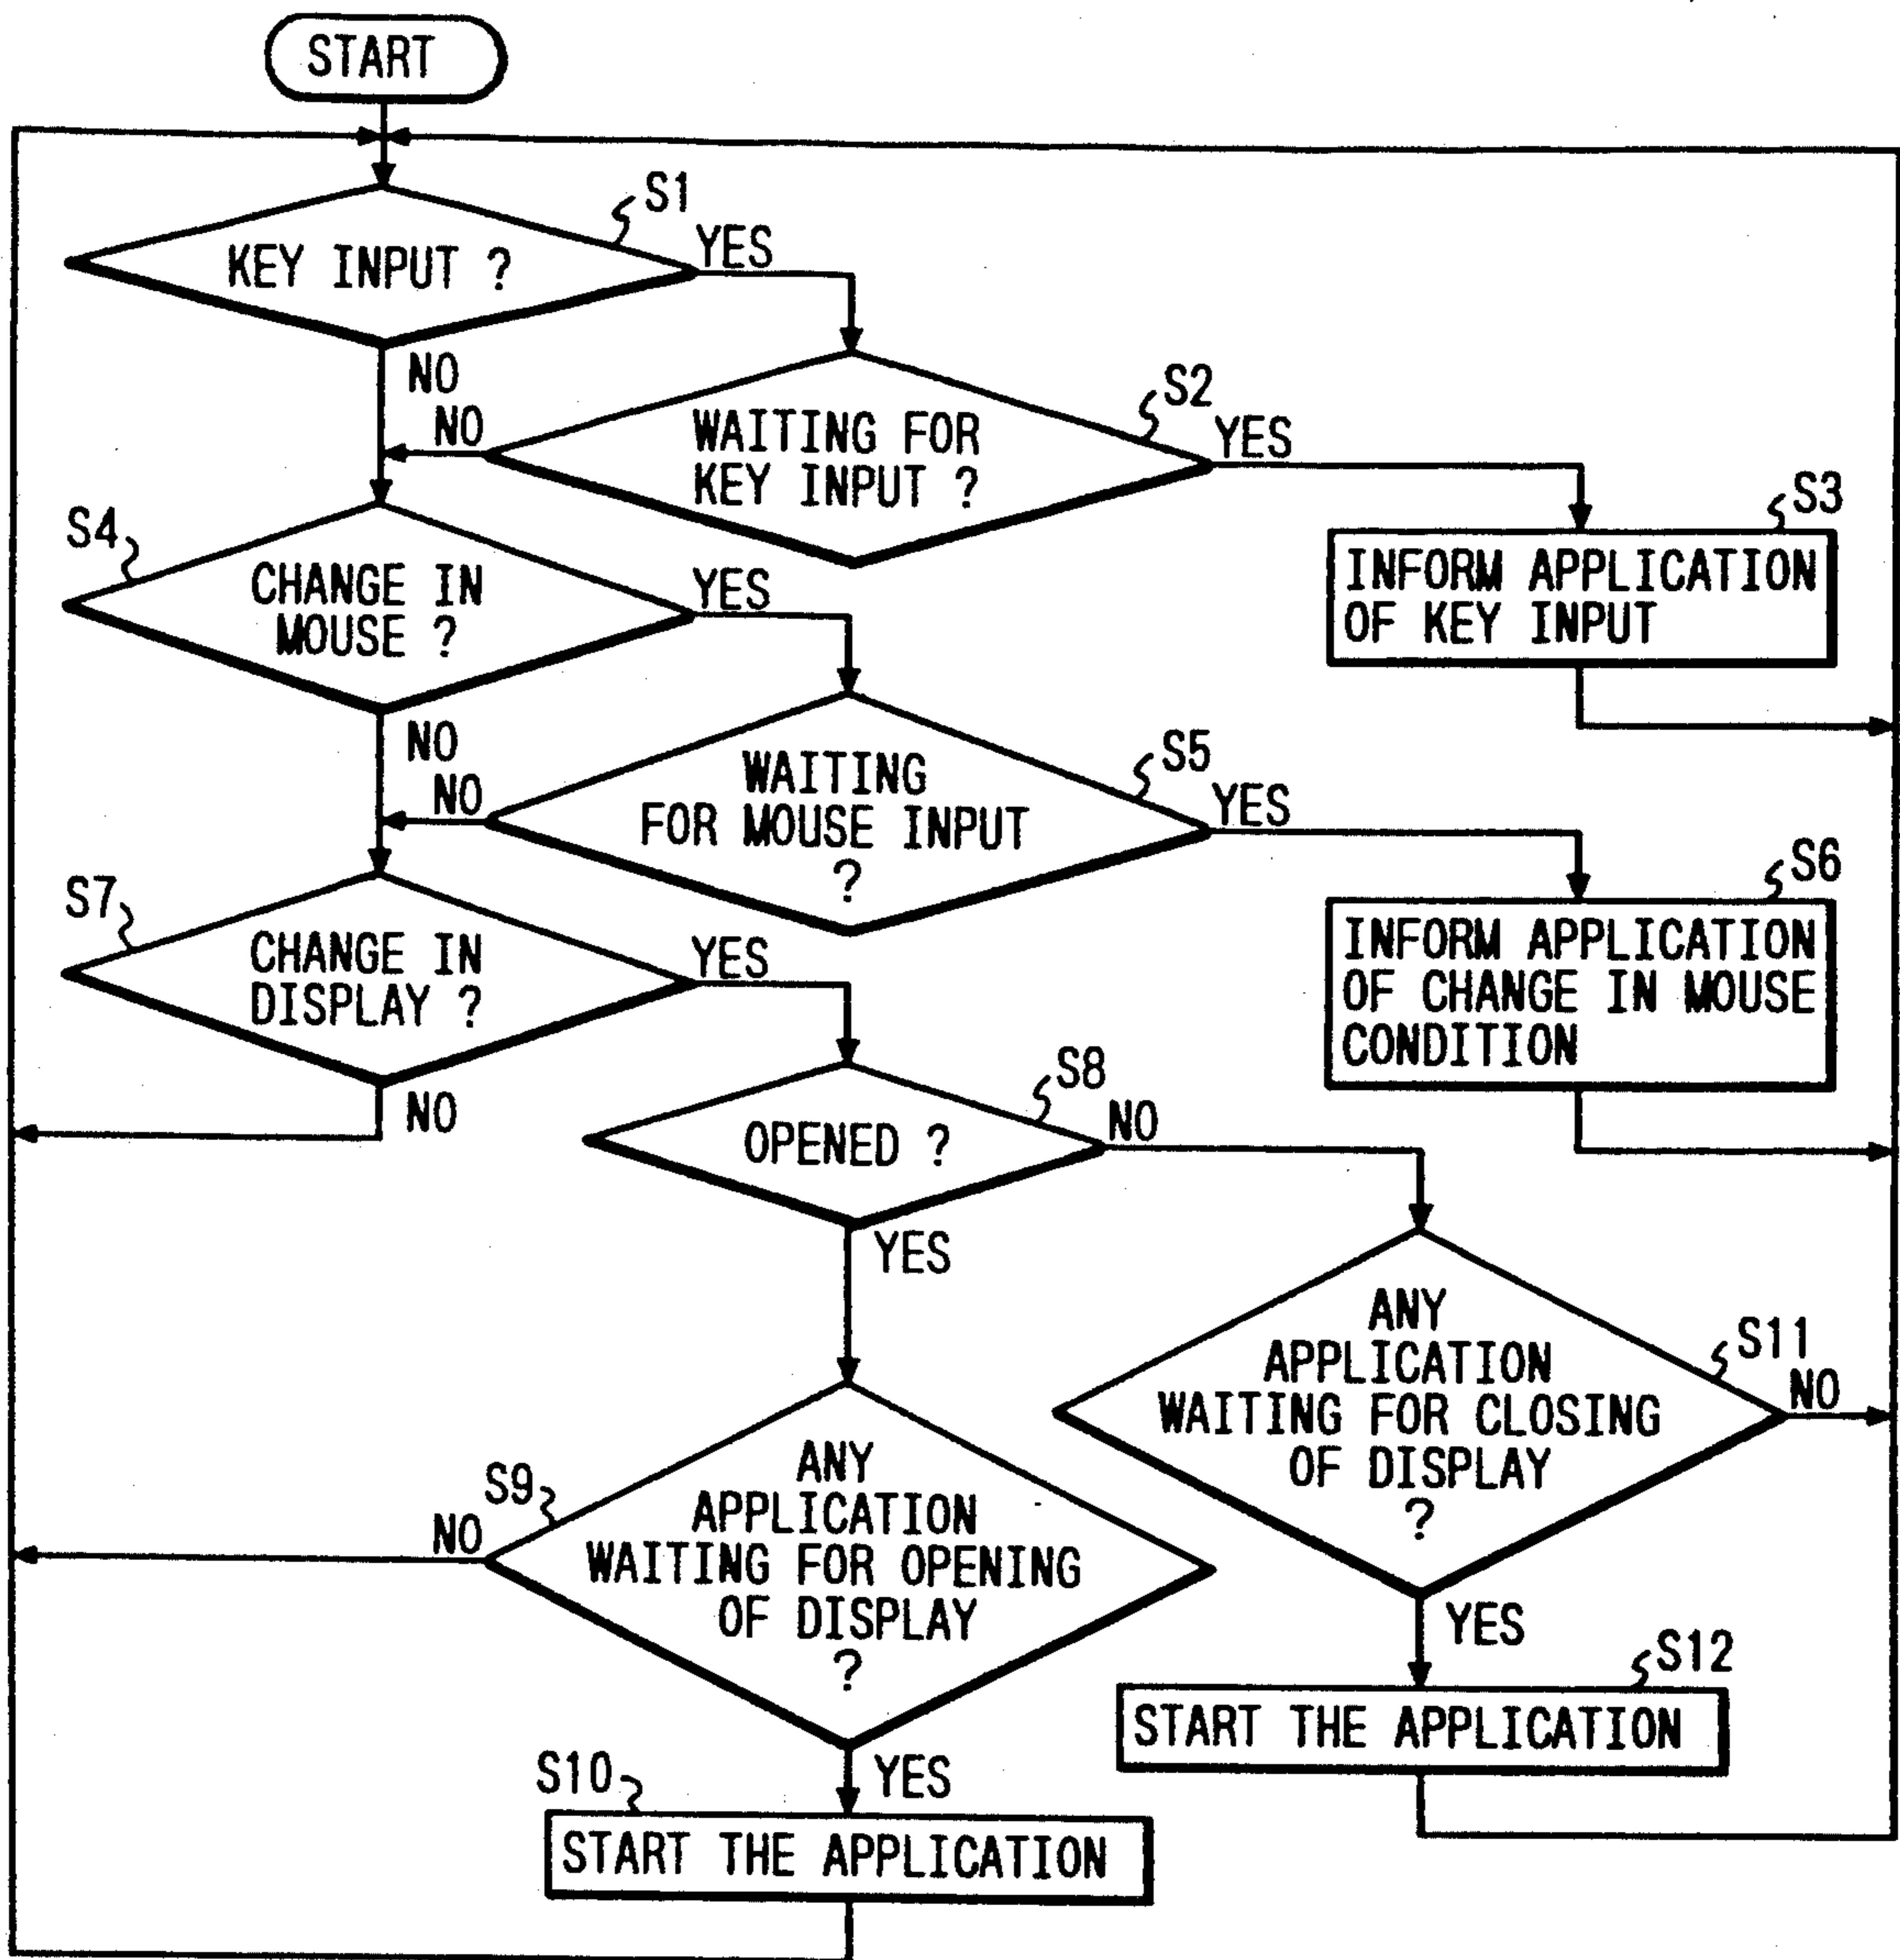 START
S1
KEY INPUT ?
YES
NO
S2
NO
WAITING FOR
KEY INPUT ?
YES
S3
INFORM APPLICATION
OF KEY INPUT
S4
CHANGE IN
MOUSE ?
YES
NO
S5
NO
WAITING
FOR MOUSE INPUT
?
YES
S6
INFORM APPLICATION
OF CHANGE IN MOUSE
CONDITION
S7
CHANGE IN
DISPLAY ?
YES
NO
S8
OPENED ?
NO
YES
S11
ANY
APPLICATION
WAITING FOR CLOSING
OF DISPLAY
?
NO
YES
S9
ANY
APPLICATION
WAITING FOR OPENING
OF DISPLAY
?
NO
YES
S12
START THE APPLICATION
S10
START THE APPLICATION